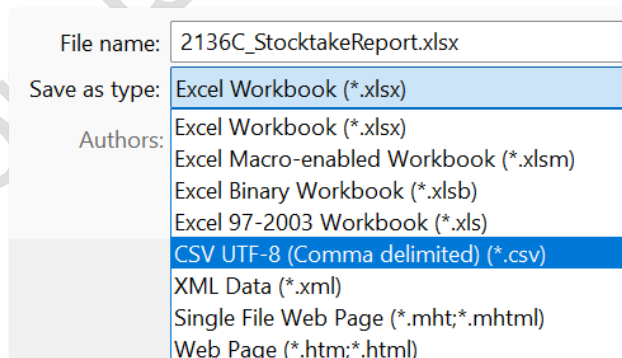 File name: 2136C_StocktakeReport.xlsx
Save as type: Excel Workbook (*.xlsx)
Authors:
Excel Workbook (*.xlsx)
Excel Macro-enabled Workbook (*.xlsm)
Excel Binary Workbook (*.xlsb)
Excel 97-2003 Workbook (*.xls)
CSV UTF-8 (Comma delimited) (*.csv)
XML Data (*.xml)
Single File Web Page (*.mht;*.mhtml)
Web Page (*.htm;*.html)